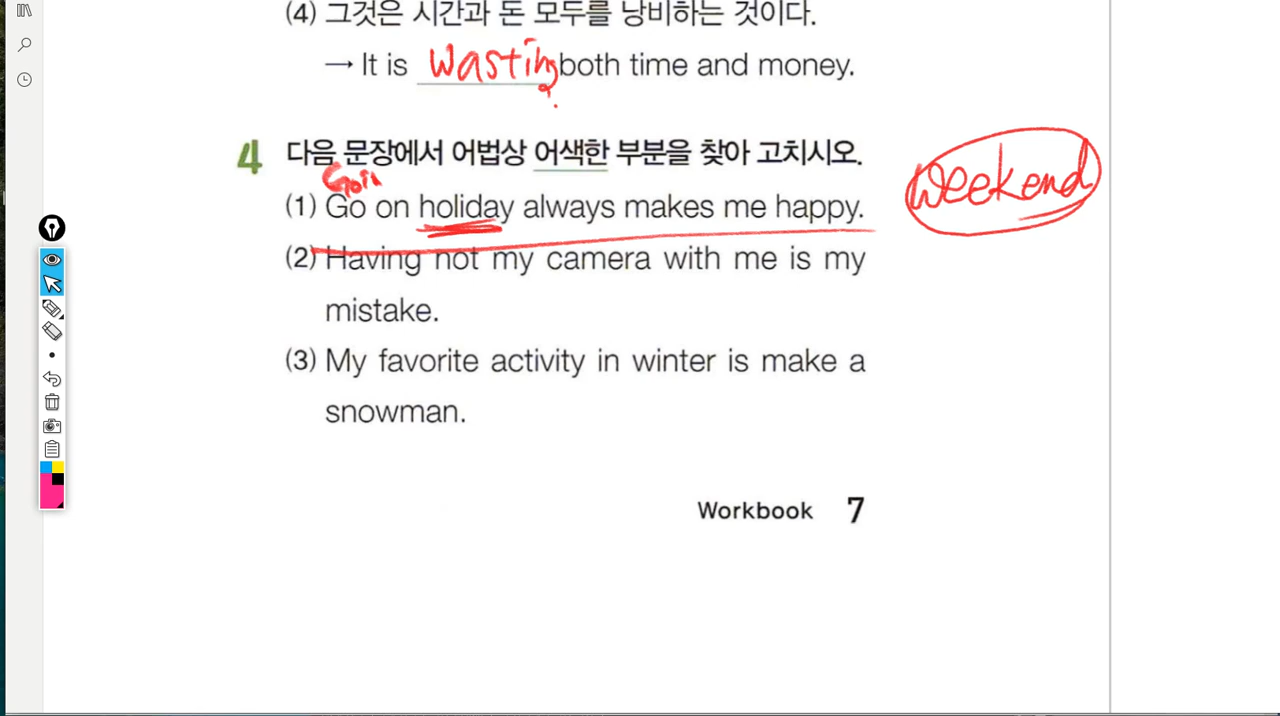 (4) 그것은 시간과 돈 모두를 낭비하는 것이다.
→ It is wasting both time and money.
4 다음 문장에서 어법상 어색한 부분을 찾아 고치시오.
(1) Go on holiday always makes me happy.
weekend
(2) Having not my camera with me is my
mistake.
(3) My favorite activity in winter is make a
snowman.
Workbook 7